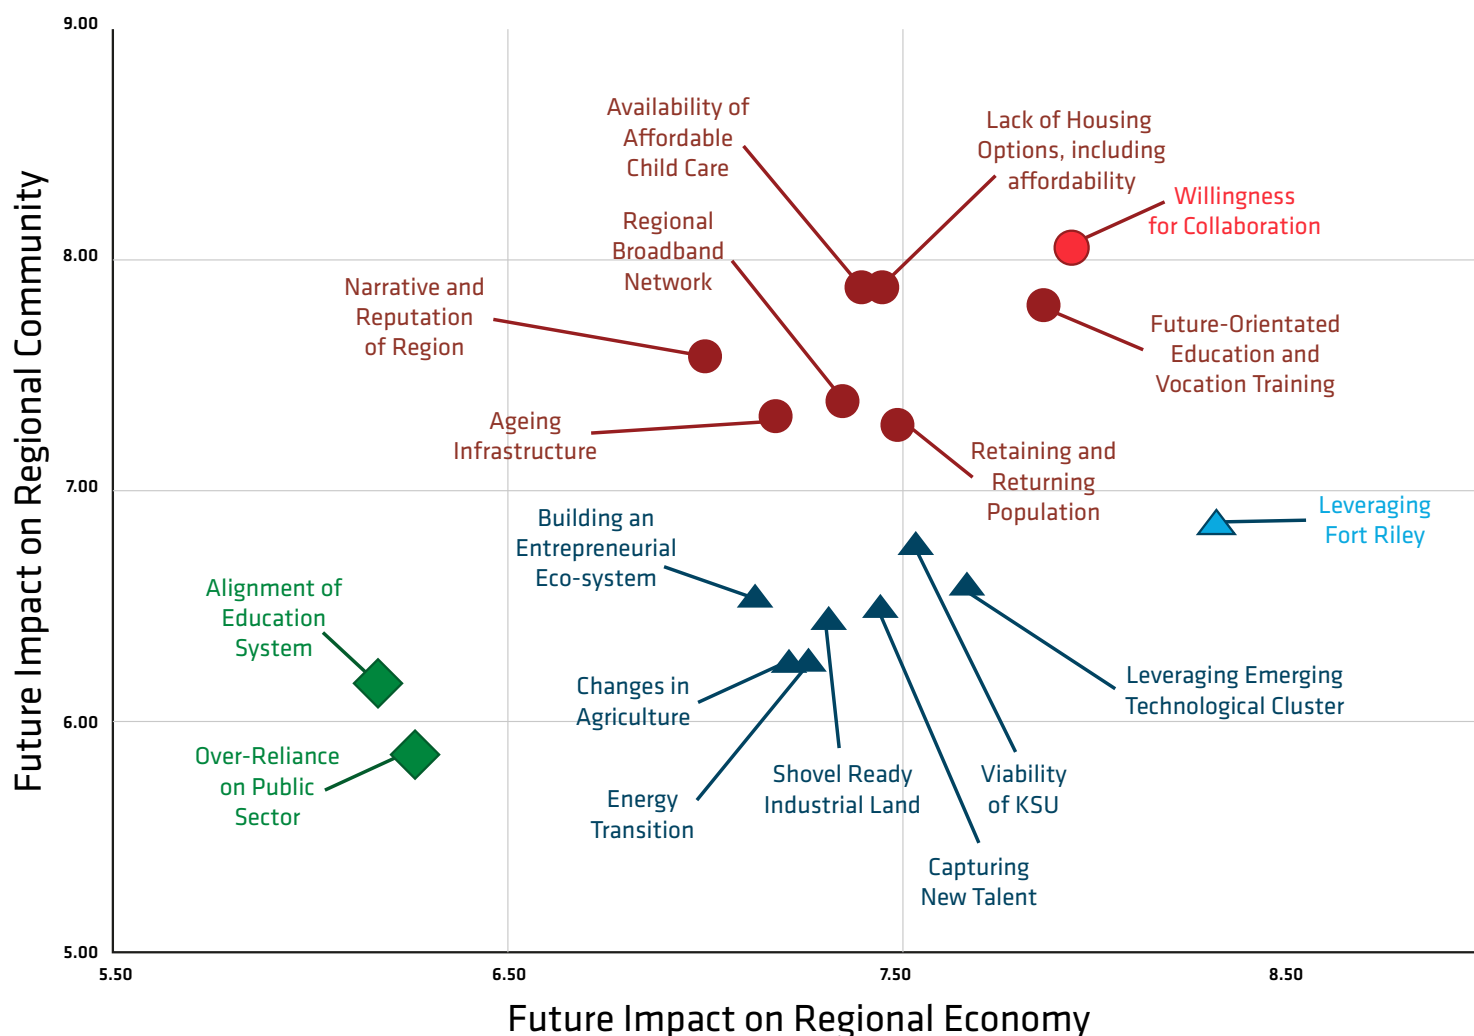 9.00
Availability of
Affordable
Child Care
Lack of Housing
Options, including
affordability
Willingness
for Collaboration
Regional
Broadband
Network
8.00
Narrative and
Reputation
of Region
Future-Orientated
Education and
Vocation Training
Ageing
Infrastructure
Retaining and
Returning
Population
7.00
Leveraging
Fort Riley
Building an
Entrepreneurial
Eco-system
Alignment of
Education
System
Changes in
Agriculture
Leveraging Emerging
Technological Cluster
6.00
Over-Reliance
on Public
Sector
Energy
Transition
Shovel Ready
Industrial Land
Viability
of KSU
Capturing
New Talent
5.00
5.50
6.50
7.50
8.50
Future Impact on Regional Community
Future Impact on Regional Economy